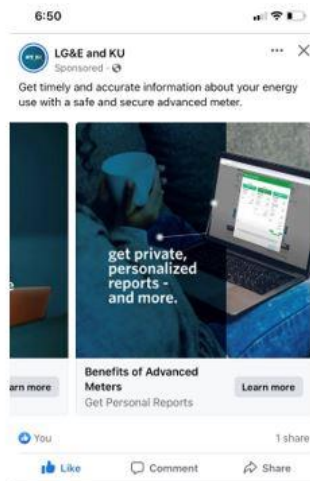 6:50
LG&E and KU
Sponsored ·
Get timely and accurate information about your energy
use with a safe and secure advanced meter.
get private,
personalized
reports -
and more.
Benefits of Advanced
Meters
Get Personal Reports
arn more
Learn more
You
1 share
Like
Comment
Share